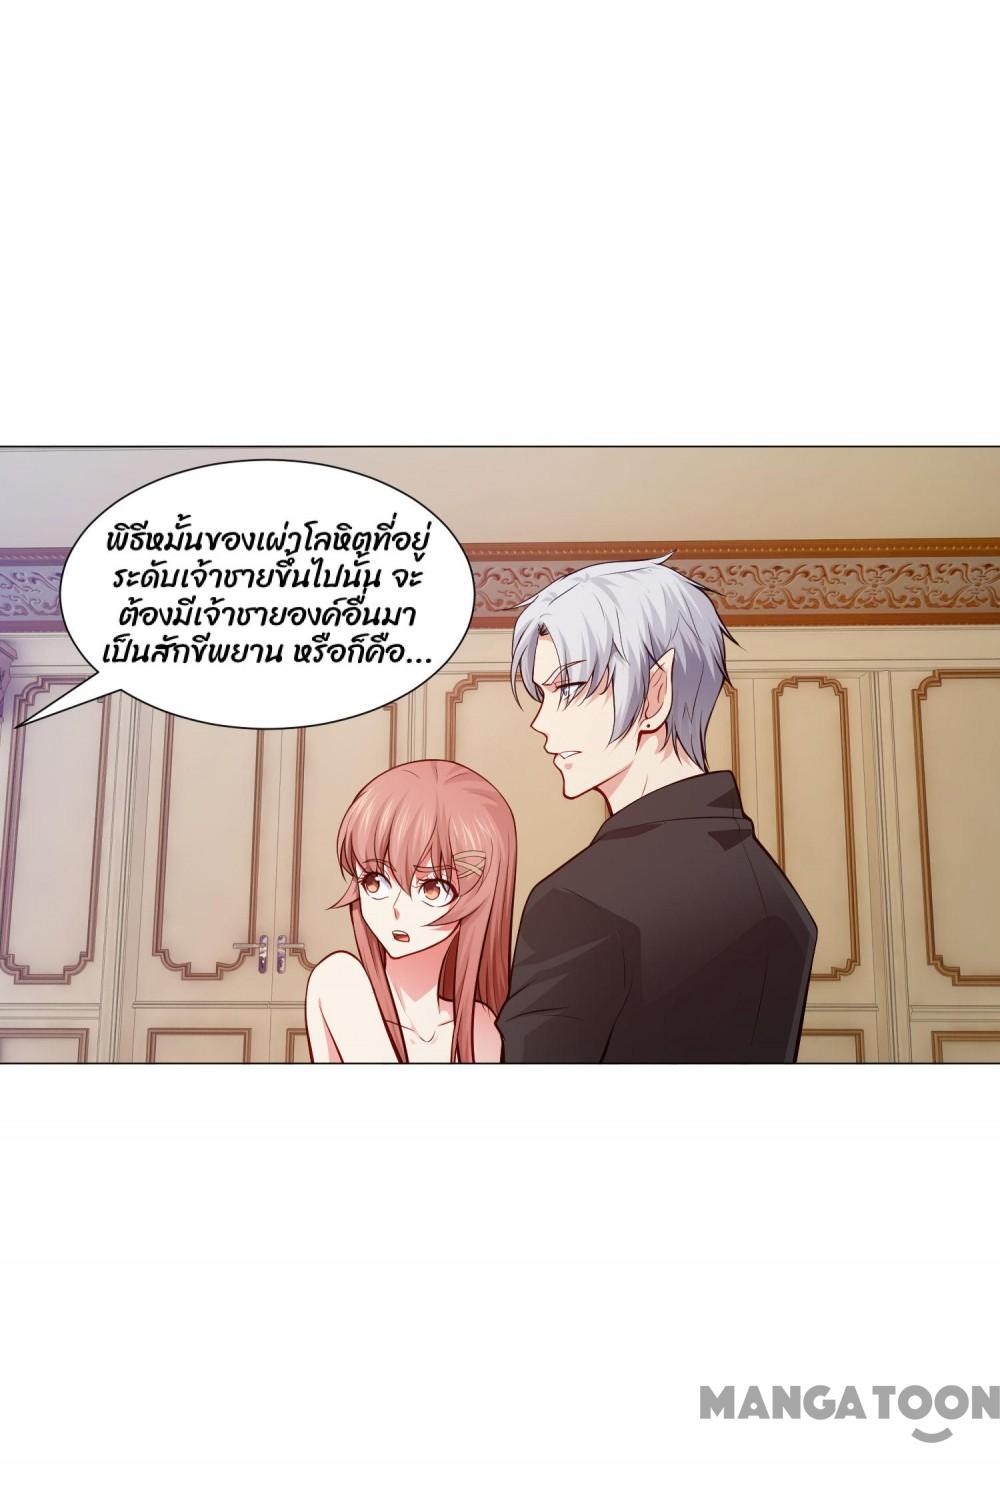 พิธีหมั้นของเผ่าโลหิตที่อยู่
ระดับเจ้าชายขึ้นไปนั้น จะ
ต้องมีเจ้าชายองค์อื่นมา
เป็นสักขีพยาน หรือก็คือ...
MANGATOON